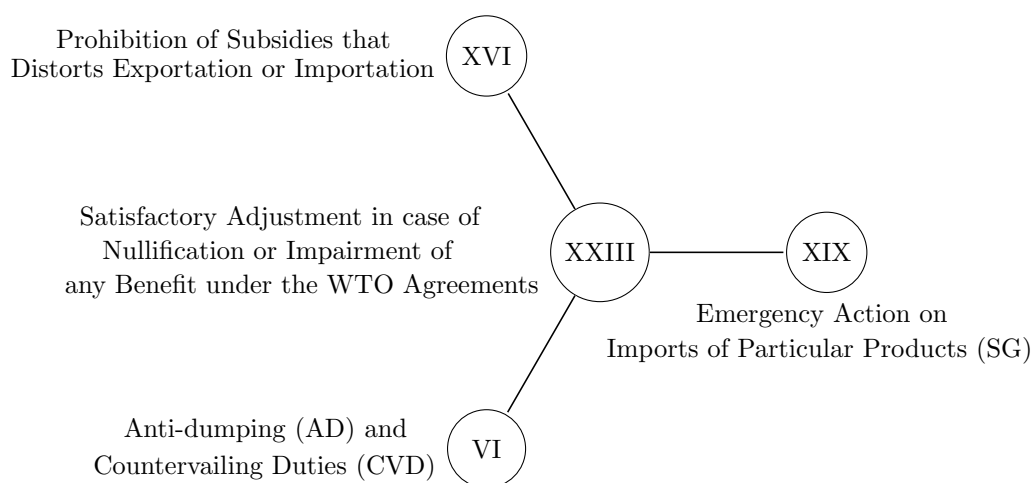 Prohibition of Subsidies that
Distorts Exportation or Importation
XVI
Satisfactory Adjustment in case of
Nullification or Impairment of
any Benefit under the WTO Agreements
XXIII
XIX
Emergency Action on
Imports of Particular Products (SG)
Anti-dumping (AD) and
Countervailing Duties (CVD)
VI